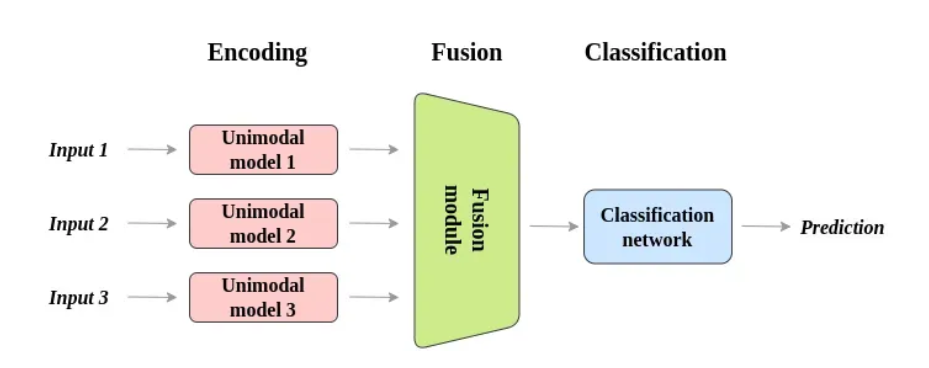 Encoding
Fusion
Classification
Input 1
Unimodal
model 1
Input 2
Unimodal
model 2
Input 3
Unimodal
model 3
Fusion
module
Classification
network
Prediction